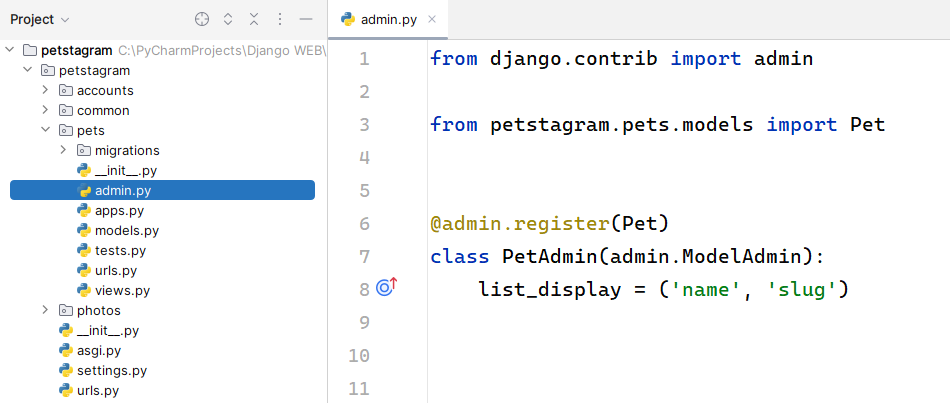 Project
petstagram C:\PyCharmProjects\Django WEB\
petstagram
accounts
common
pets
migrations
__init__.py
admin.py
apps.py
models.py
tests.py
urls.py
views.py
photos
__init__.py
asgi.py
settings.py
urls.py
admin.py
1 from django.contrib import admin
2
3 from petstagram.pets.models import Pet
4
5
6 @admin.register(Pet)
7 class PetAdmin(admin.ModelAdmin):
8 list_display = ('name', 'slug')
9
10
11